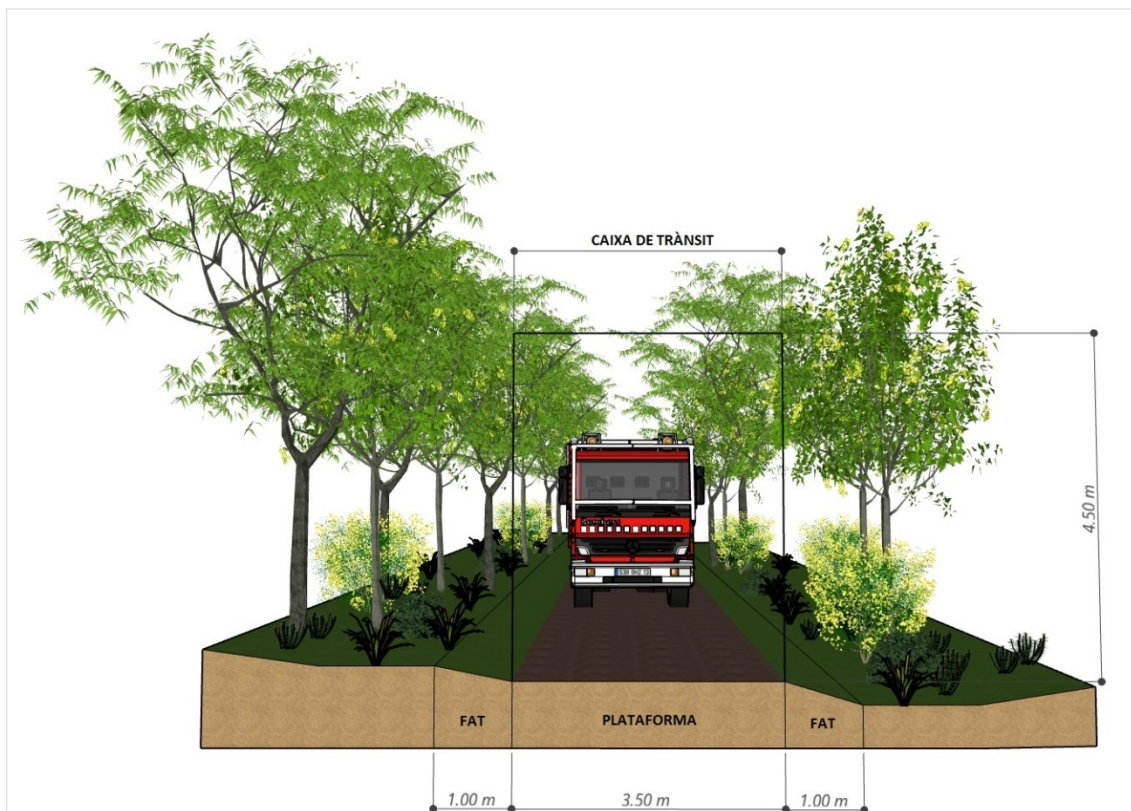 CAIXA DE TRÀNSIT
4.50 m
FAT
PLATAFORMA
FAT
1.00 m
3.50 m
1.00 m